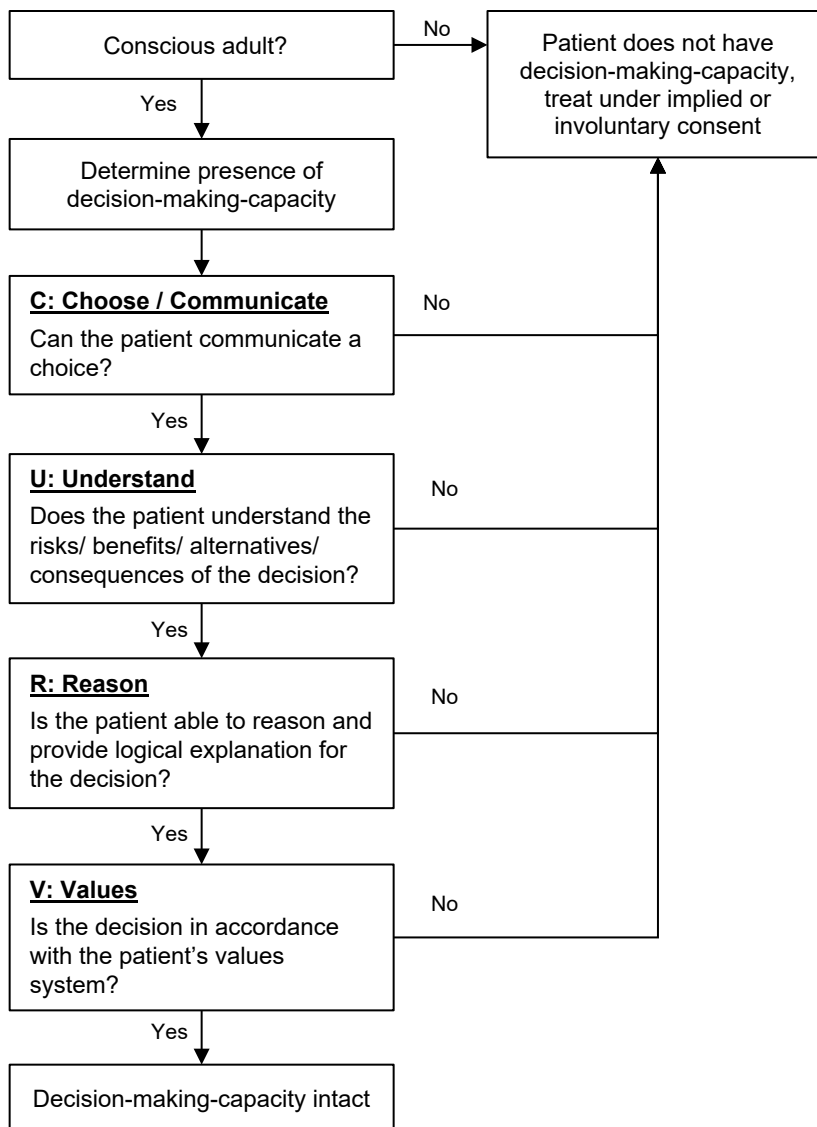 Conscious adult?
No
Patient does not have
decision-making-capacity,
treat under implied or
involuntary consent
Yes
Determine presence of
decision-making-capacity
C: Choose / Communicate
Can the patient communicate a
choice?
No
Yes
U: Understand
Does the patient understand the
risks/ benefits/ alternatives/
consequences of the decision?
No
Yes
R: Reason
Is the patient able to reason and
provide logical explanation for
the decision?
No
Yes
V: Values
Is the decision in accordance
with the patient’s values
system?
No
Yes
Decision-making-capacity intact